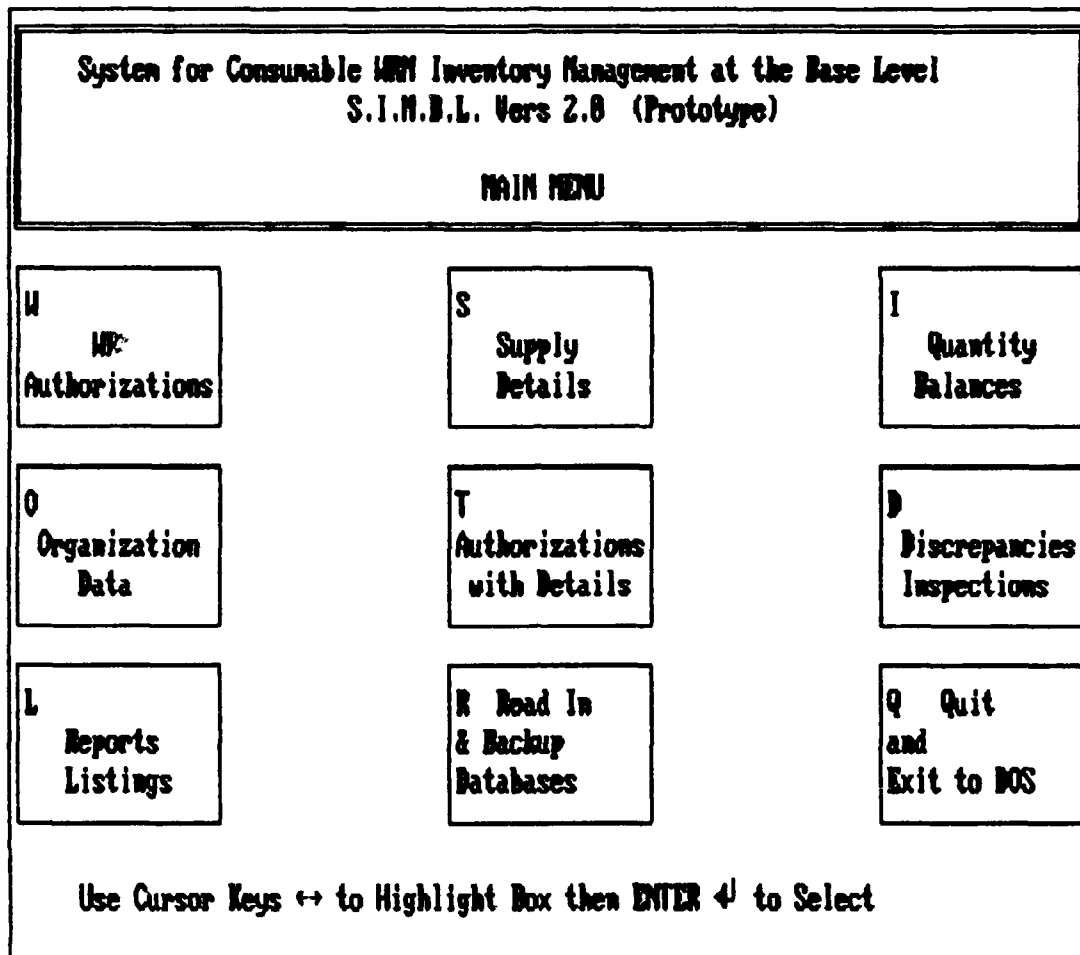 System for Consumable WRM Inventory Management at the Base Level
S.I.M.B.L. Vers 2.0 (Prototype)
MAIN MENU
W
Authorizations
S
Supply
Details
I
Quantity
Balances
O
Organization
Data
T
Authorizations
with Details
D
Discrepancies
Inspections
L
Reports
Listings
R Read In
& Backup
Databases
Q Quit
and
Exit to DOS
Use Cursor Keys ↔ to Highlight Box then ENTER ↵ to Select